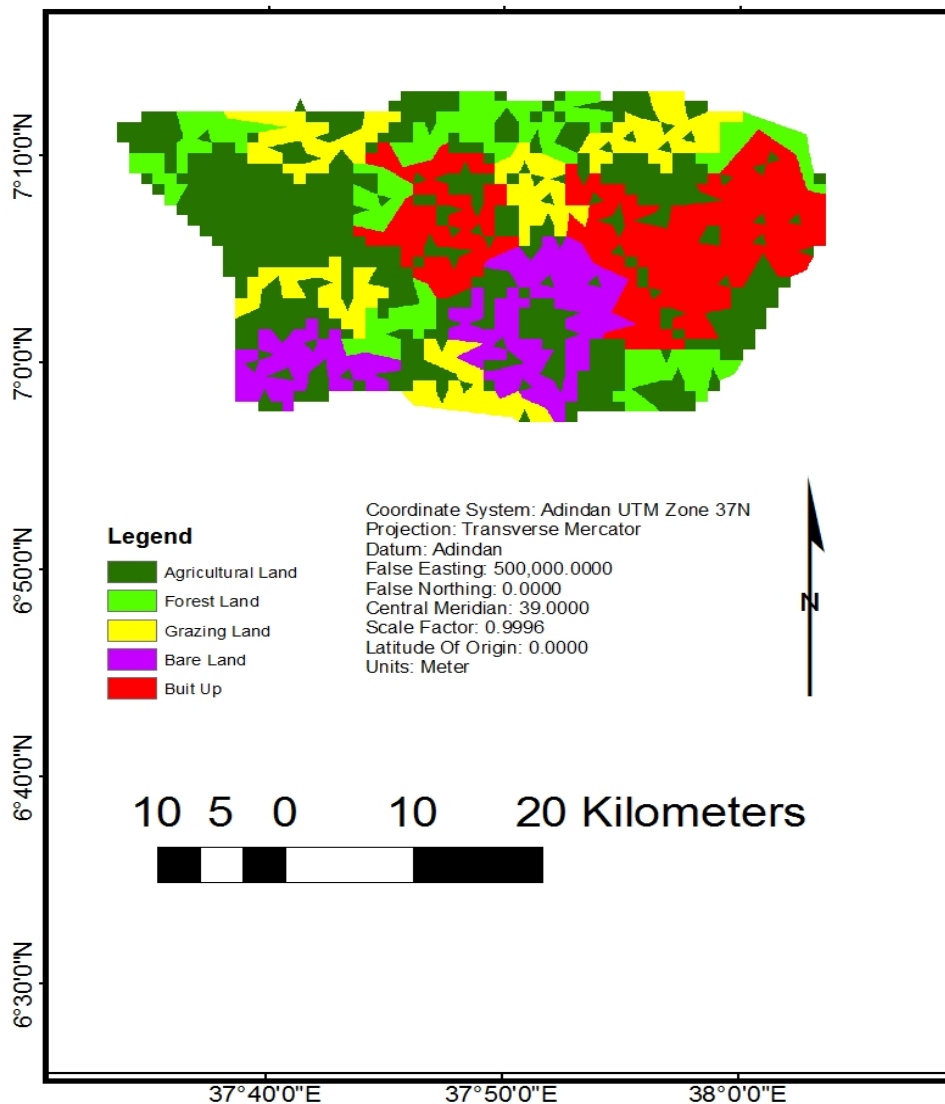 7°10'0"N
7°0'0"N
6°50'0"N
6°40'0"N
6°30'0"N
Legend
Agricultural Land
Forest Land
Grazing Land
Bare Land
Buit Up
Coordinate System: Adindan UTM Zone 37N
Projection: Transverse Mercator
Datum: Adindan
False Easting: 500,000.0000
False Northing: 0.0000
Central Meridian: 39.0000
Scale Factor: 0.9996
Latitude Of Origin: 0.0000
Units: Meter
N
10 5 0 10 20 Kilometers
37°40'0"E 37°50'0"E 38°0'0"E